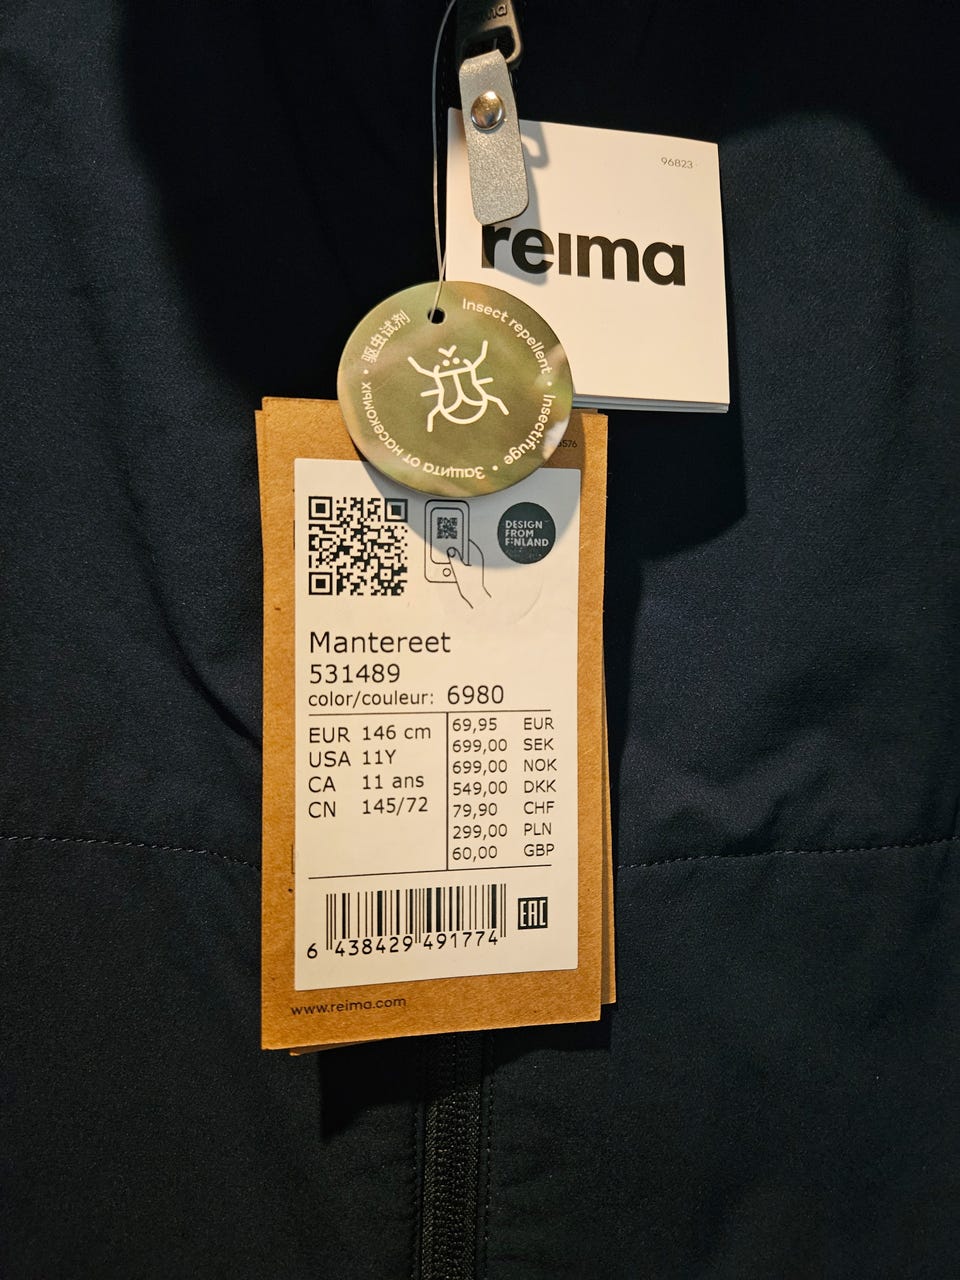 96823
reima
Insect repellent • Insectifuge • Защита от насекомых • 驱虫试剂
DESIGN
FROM
FINLAND
Mantereet
531489
color/couleur: 6980
EUR 146 cm
USA 11Y
CA 11 ans
CN 145/72
69,95 EUR
699,00 SEK
699,00 NOK
549,00 DKK
79,90 CHF
299,00 PLN
60,00 GBP
EAC
6 438429 491774
www.reima.com